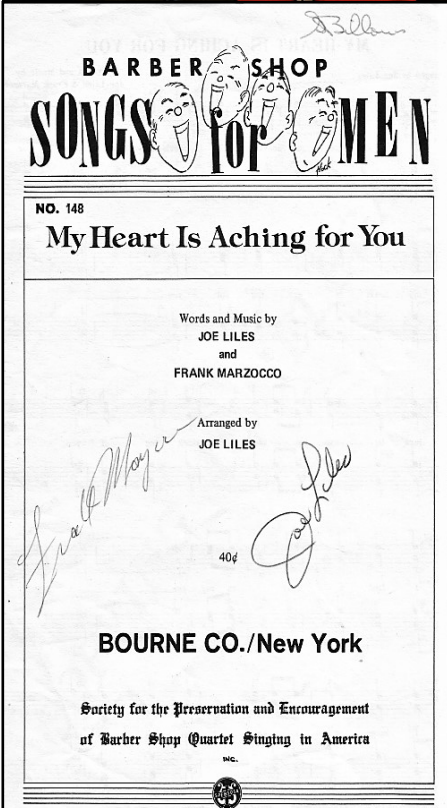 BARBER SHOP
SONGS for MEN
NO. 148
My Heart Is Aching for You
Words and Music by
JOE LILES
and
FRANK MARZOCCO
Arranged by
JOE LILES
Joe Liles
40¢
BOURNE CO./New York
Society for the Preservation and Encouragement
of Barber Shop Quartet Singing in America
INC.